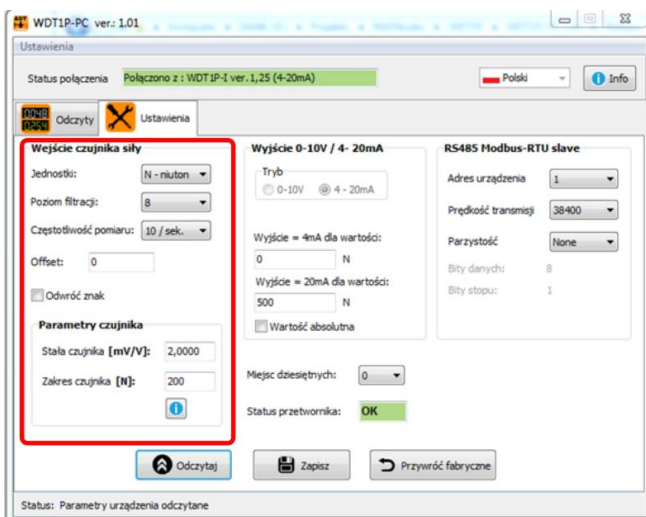 WDT1P-PC ver.: 1.01
Ustawienia
Status połączenia Połączono z : WDT1P-I ver.1,25 (4-20mA) Polski Info
Odczyty Ustawienia
Wejście czujnika siły
Jednostki: N - niuton
Poziom filtracji: 8
Częstotliwość pomiaru: 10 / sek.
Offset: 0
Odwróć znak
Parametry czujnika
Stała czujnika [mV/V]: 2,0000
Zakres czujnika [N]: 200
Wyjście 0-10V / 4- 20mA
Tryb
0-10V 4 - 20mA
Wyjście = 4mA dla wartości:
0 N
Wyjście = 20mA dla wartości:
500 N
Wartość absolutna
Miejsc dziesiętnych: 0
Status przetwornika: OK
RS485 Modbus-RTU slave
Adres urządzenia 1
Prędkość transmisji 38400
Parzystość None
Bity danych: 8
Bity stopu: 1
Odczytaj Zapisz Przywróć fabryczne
Status: Parametry urządzenia odczytane